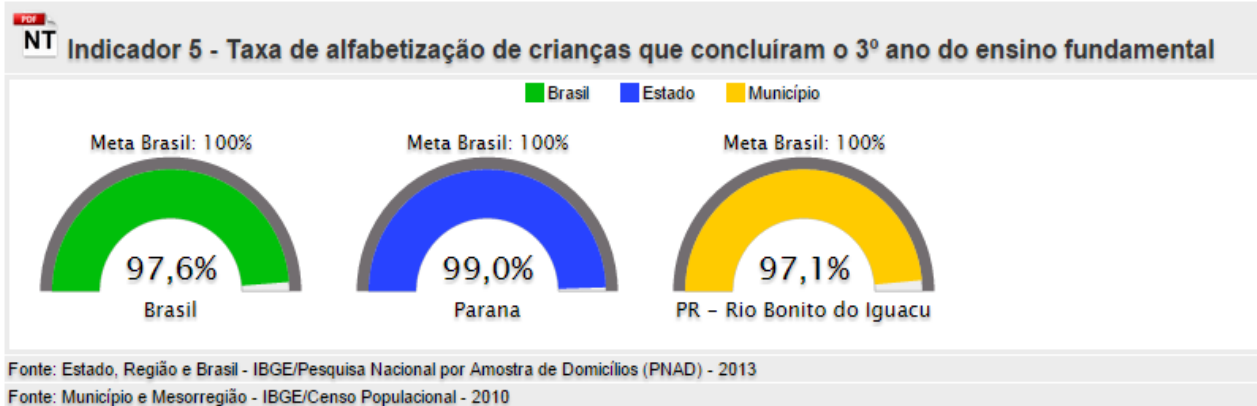 PDF
NT Indicador 5 - Taxa de alfabetização de crianças que concluíram o 3º ano do ensino fundamental
Brasil Estado Município
Meta Brasil: 100% Meta Brasil: 100% Meta Brasil: 100%
97,6% 99,0% 97,1%
Brasil Parana PR – Rio Bonito do Iguacu
Fonte: Estado, Região e Brasil - IBGE/Pesquisa Nacional por Amostra de Domicílios (PNAD) - 2013
Fonte: Município e Mesorregião - IBGE/Censo Populacional - 2010